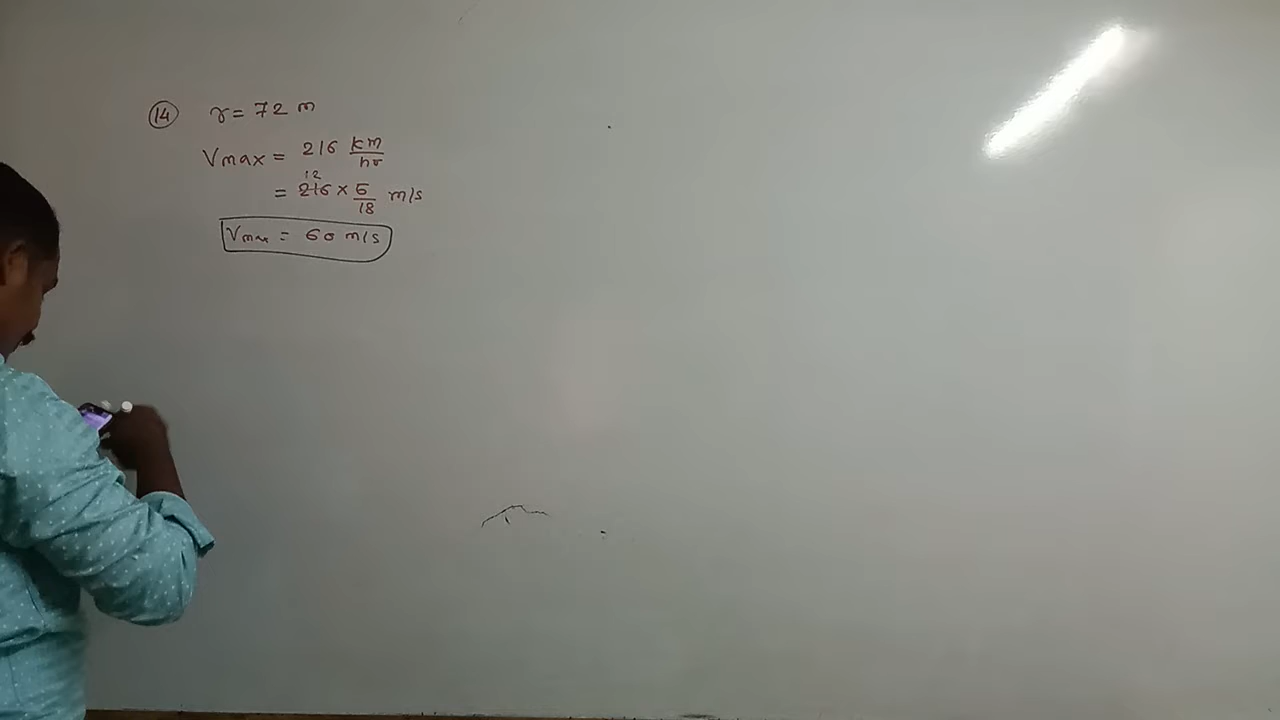 14 r = 72 m
Vmax = 216 km/hr
= 216 12 × 5/18 m/s
Vmax = 60 m/s